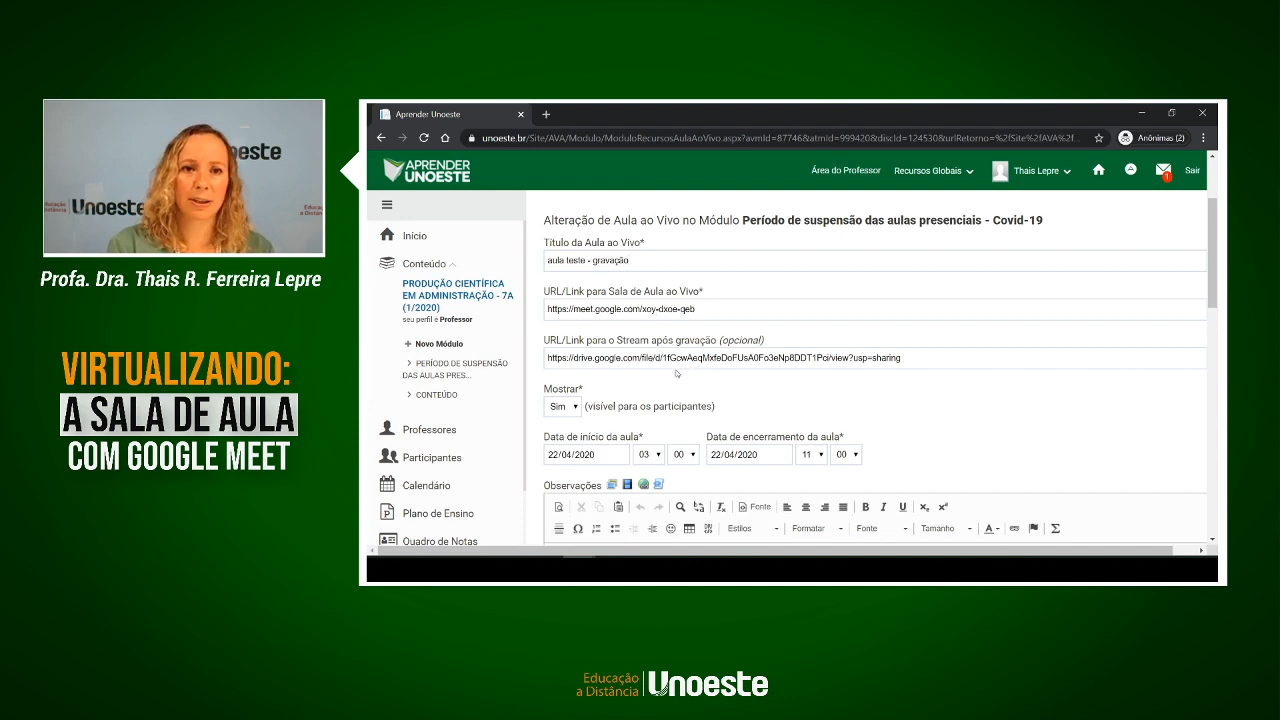 Unoeste
Profa. Dra. Thais R. Ferreira Lepre
VIRTUALIZANDO:
A SALA DE AULA
COM GOOGLE MEET
Aprender Unoeste
unoeste.br/Site/AVA/Modulo/ModuloRecursosAulaAoVivo.aspx?avmId=87746&atmId=999420&discId=124530&urlRetorno=%2fSite%2fAVA%2f...
Anônimas (2)
APRENDER
UNOESTE
Área do Professor Recursos Globais Thais Lepre 1 Sair
Início
Conteúdo
PRODUÇÃO CIENTÍFICA
EM ADMINISTRAÇÃO - 7A
(1/2020)
seu perfil é Professor
+ Novo Módulo
> PERÍODO DE SUSPENSÃO
DAS AULAS PRES...
> CONTEÚDO
Professores
Participantes
Calendário
Plano de Ensino
Quadro de Notas
Alteração de Aula ao Vivo no Módulo Período de suspensão das aulas presenciais - Covid-19
Título da Aula ao Vivo*
aula teste - gravação
URL/Link para Sala de Aula ao Vivo*
https://meet.google.com/xoy-dxoe-qeb
URL/Link para o Stream após gravação (opcional)
https://drive.google.com/file/d/1fGcwAeqMxfeDoFUsA0Fo3eNp8DDT1Pci/view?usp=sharing
Mostrar*
Sim (visível para os participantes)
Data de início da aula* Data de encerramento da aula*
22/04/2020 03 00 22/04/2020 11 00
Observações
Fonte B I U
Estilos Formatar Fonte Tamanho
Educação
a Distância
Unoeste